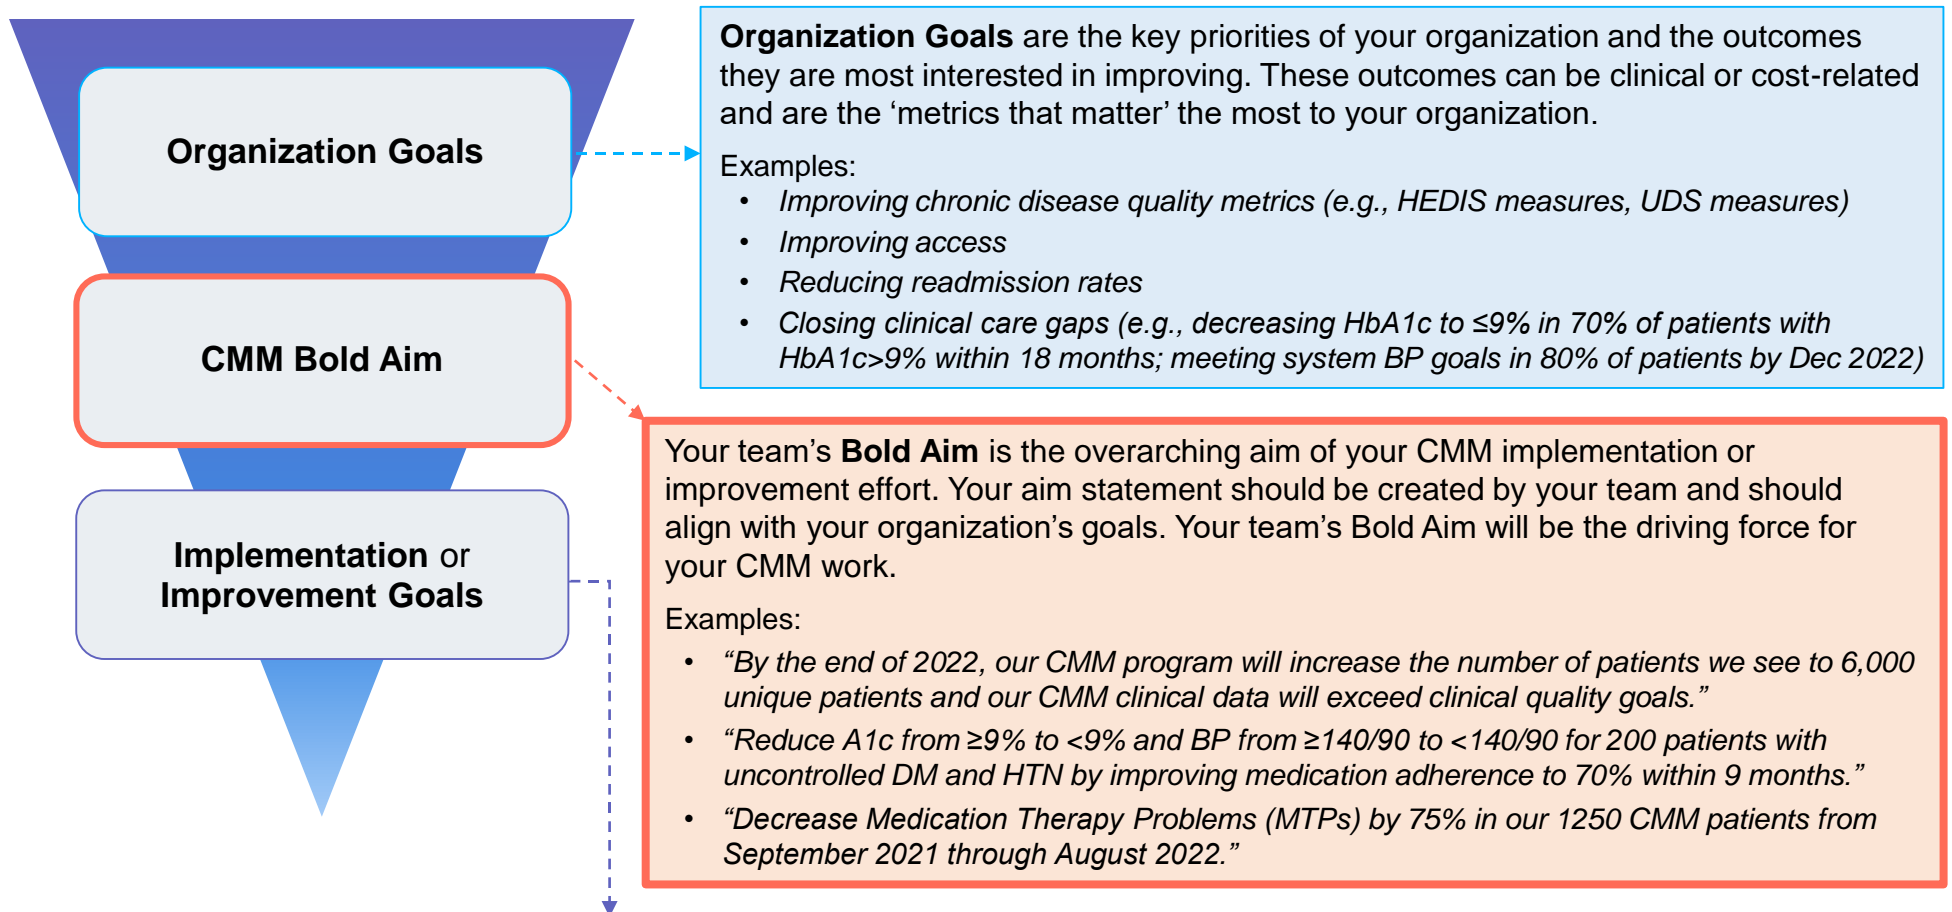 Organization Goals
CMM Bold Aim
Implementation or
Improvement Goals
Organization Goals are the key priorities of your organization and the outcomes
they are most interested in improving. These outcomes can be clinical or cost-related
and are the ‘metrics that matter’ the most to your organization.
Examples:
• Improving chronic disease quality metrics (e.g., HEDIS measures, UDS measures)
• Improving access
• Reducing readmission rates
• Closing clinical care gaps (e.g., decreasing HbA1c to ≤9% in 70% of patients with
HbA1c>9% within 18 months; meeting system BP goals in 80% of patients by Dec 2022)
Your team’s Bold Aim is the overarching aim of your CMM implementation or
improvement effort. Your aim statement should be created by your team and should
align with your organization’s goals. Your team’s Bold Aim will be the driving force for
your CMM work.
Examples:
• “By the end of 2022, our CMM program will increase the number of patients we see to 6,000
unique patients and our CMM clinical data will exceed clinical quality goals.”
• “Reduce A1c from ≥9% to <9% and BP from ≥140/90 to <140/90 for 200 patients with
uncontrolled DM and HTN by improving medication adherence to 70% within 9 months.”
• “Decrease Medication Therapy Problems (MTPs) by 75% in our 1250 CMM patients from
September 2021 through August 2022.”